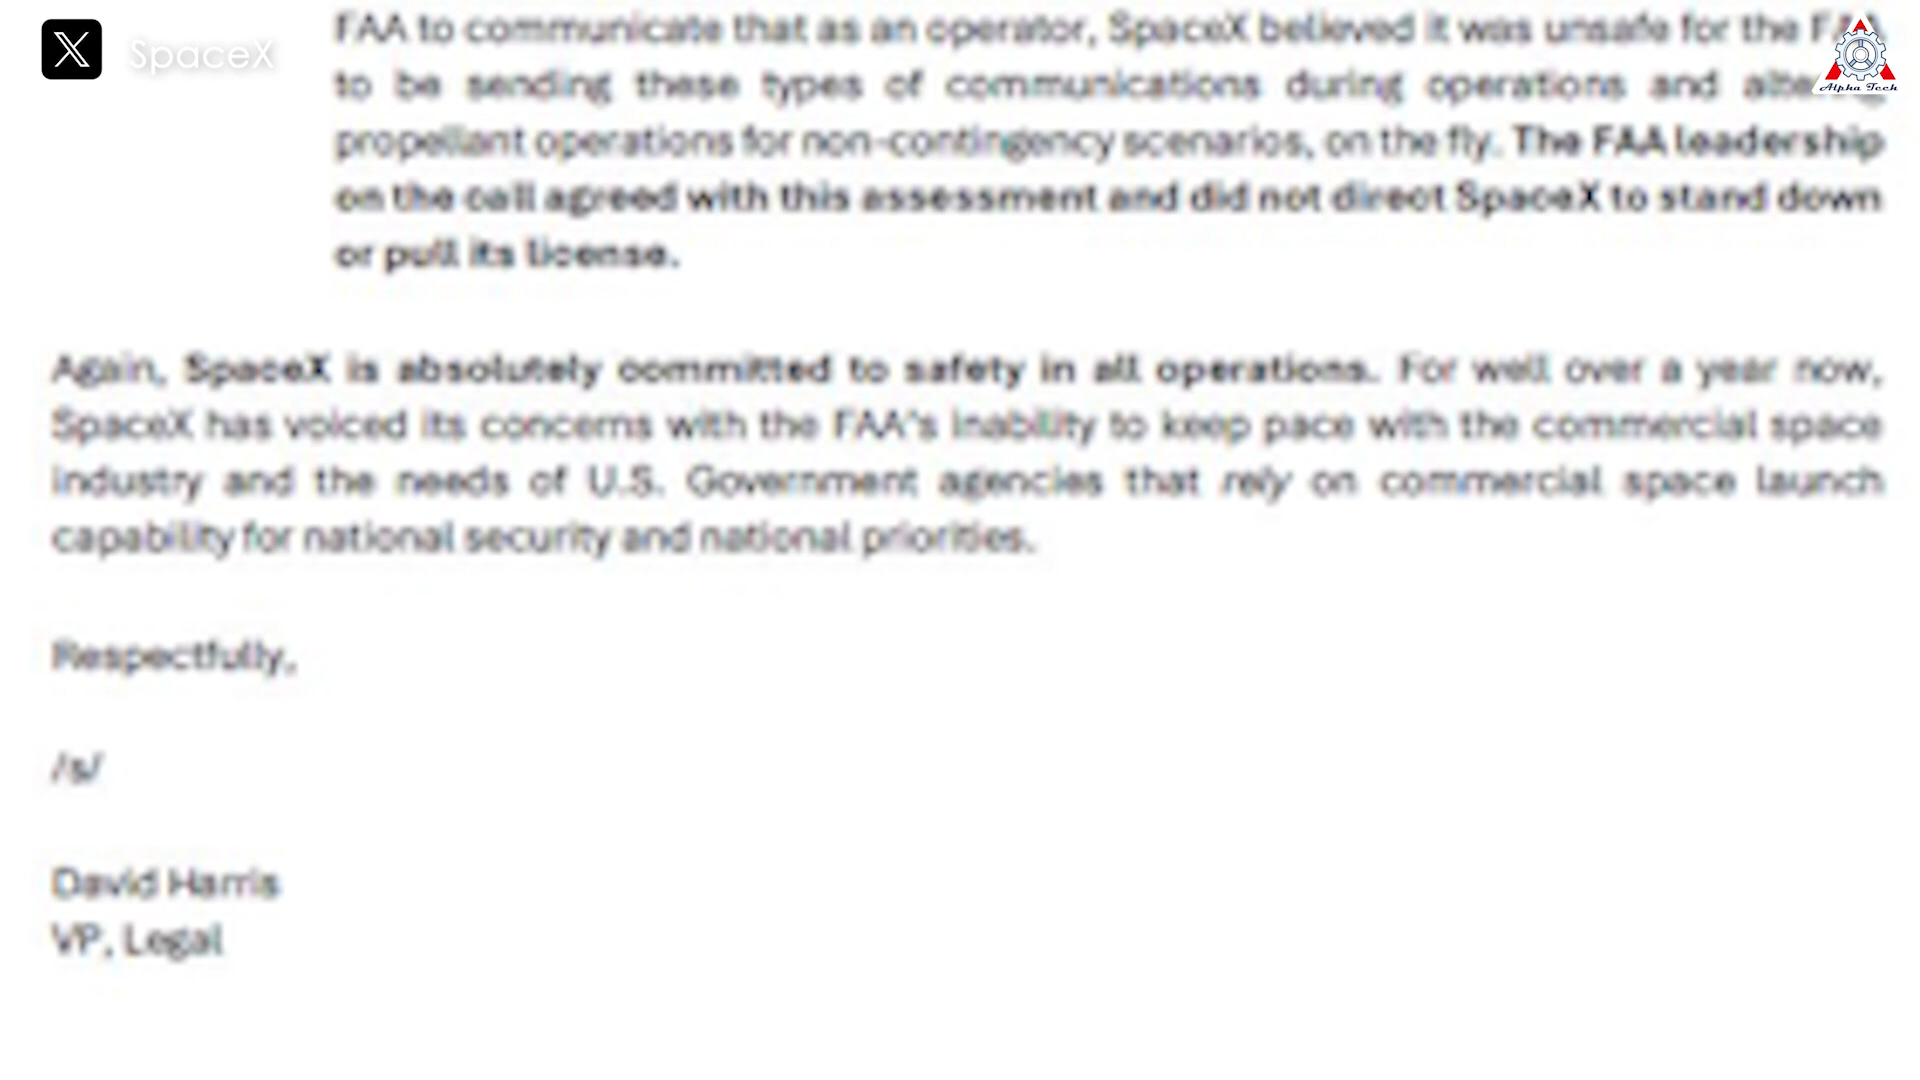 SpaceX
FAA to communicate that as an operator, SpaceX believed it was unsafe for the FAA
to be sending these types of communications during operations and
propellant operations for non-contingency scenarios, on the fly. The FAA leadership
on the call agreed with this assessment and did not direct SpaceX to stand down
or pull its license.
Again, SpaceX is absolutely committed to safety in all operations. For well over a year now,
SpaceX has voiced its concerns with the FAA's inability to keep pace with the commercial space
industry and the needs of U.S. Government agencies that rely on commercial space launch
capability for national security and national priorities.
Respectfully,
/s/
David Harris
VP, Legal
Alpha Tech